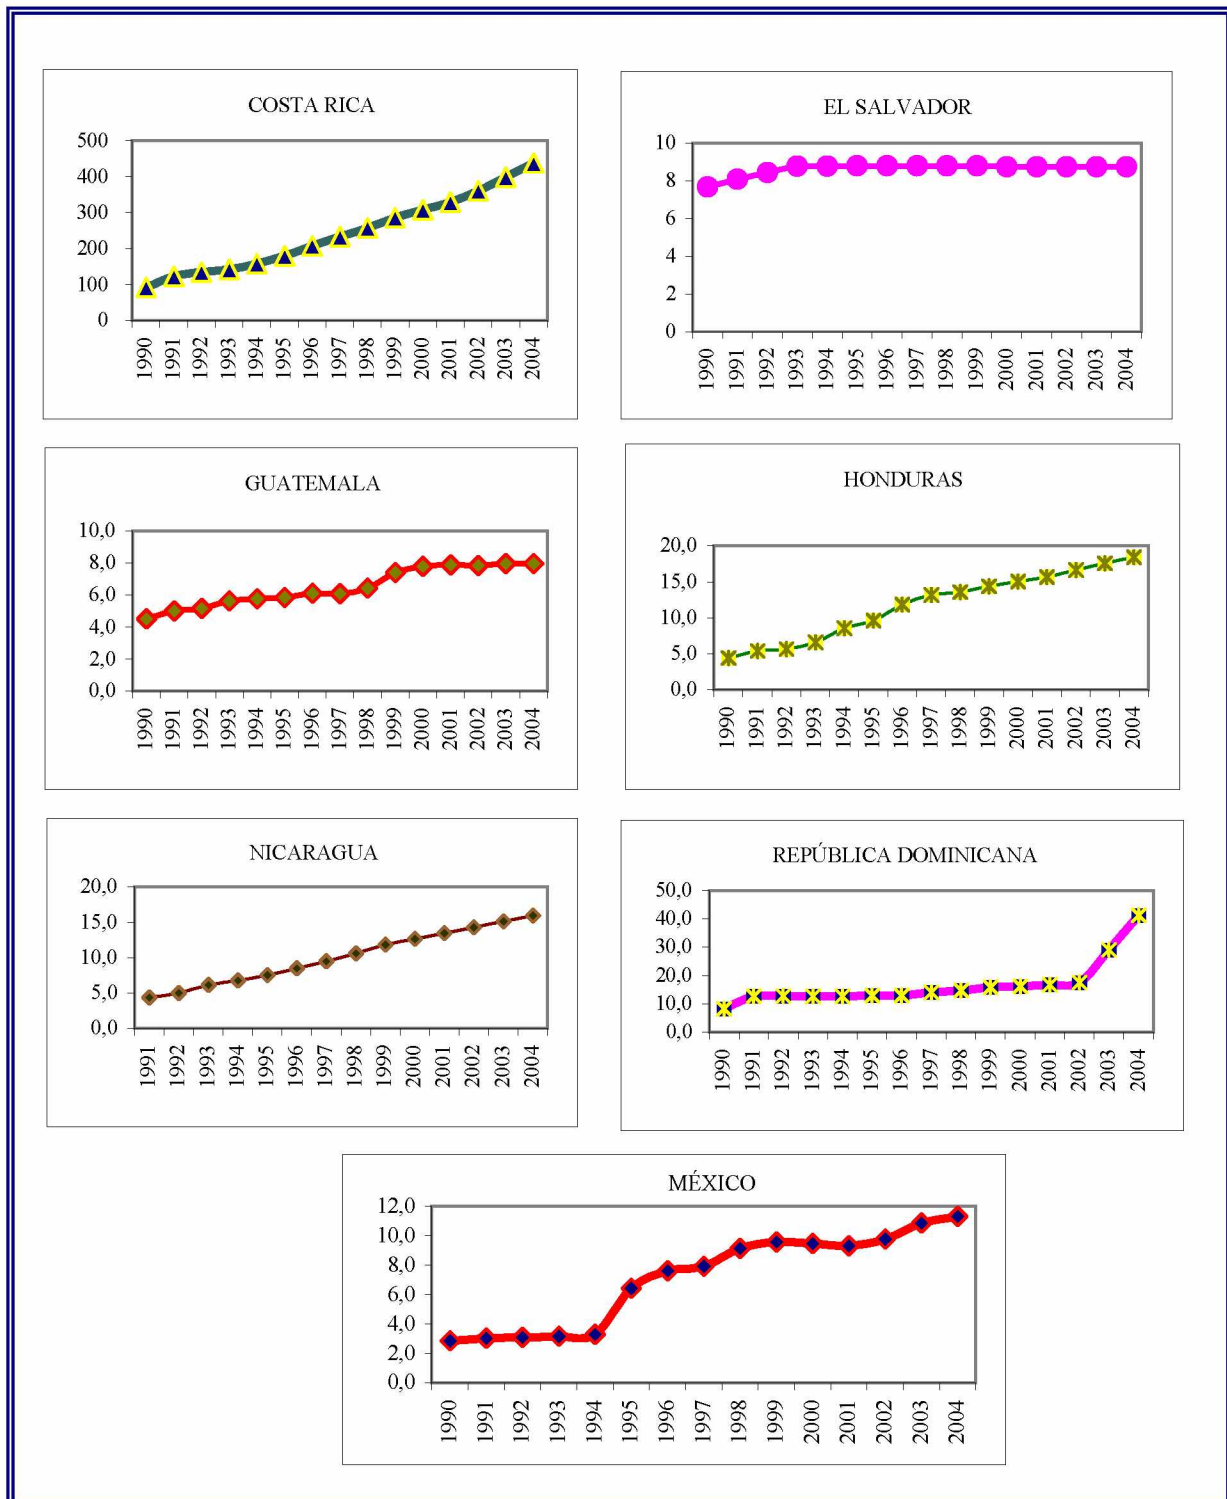 COSTA RICA
500
400
300
200
100
0
1990 1991 1992 1993 1994 1995 1996 1997 1998 1999 2000 2001 2002 2003 2004
EL SALVADOR
10
8
6
4
2
0
1990 1991 1992 1993 1994 1995 1996 1997 1998 1999 2000 2001 2002 2003 2004
GUATEMALA
10,0
8,0
6,0
4,0
2,0
0,0
1990 1991 1992 1993 1994 1995 1996 1997 1998 1999 2000 2001 2002 2003 2004
HONDURAS
20,0
15,0
10,0
5,0
0,0
1990 1991 1992 1993 1994 1995 1996 1997 1998 1999 2000 2001 2002 2003 2004
NICARAGUA
20,0
15,0
10,0
5,0
0,0
1991 1992 1993 1994 1995 1996 1997 1998 1999 2000 2001 2002 2003 2004
REPÚBLICA DOMINICANA
50,0
40,0
30,0
20,0
10,0
0,0
1990 1991 1992 1993 1994 1995 1996 1997 1998 1999 2000 2001 2002 2003 2004
MÉXICO
12,0
10,0
8,0
6,0
4,0
2,0
0,0
1990 1991 1992 1993 1994 1995 1996 1997 1998 1999 2000 2001 2002 2003 2004